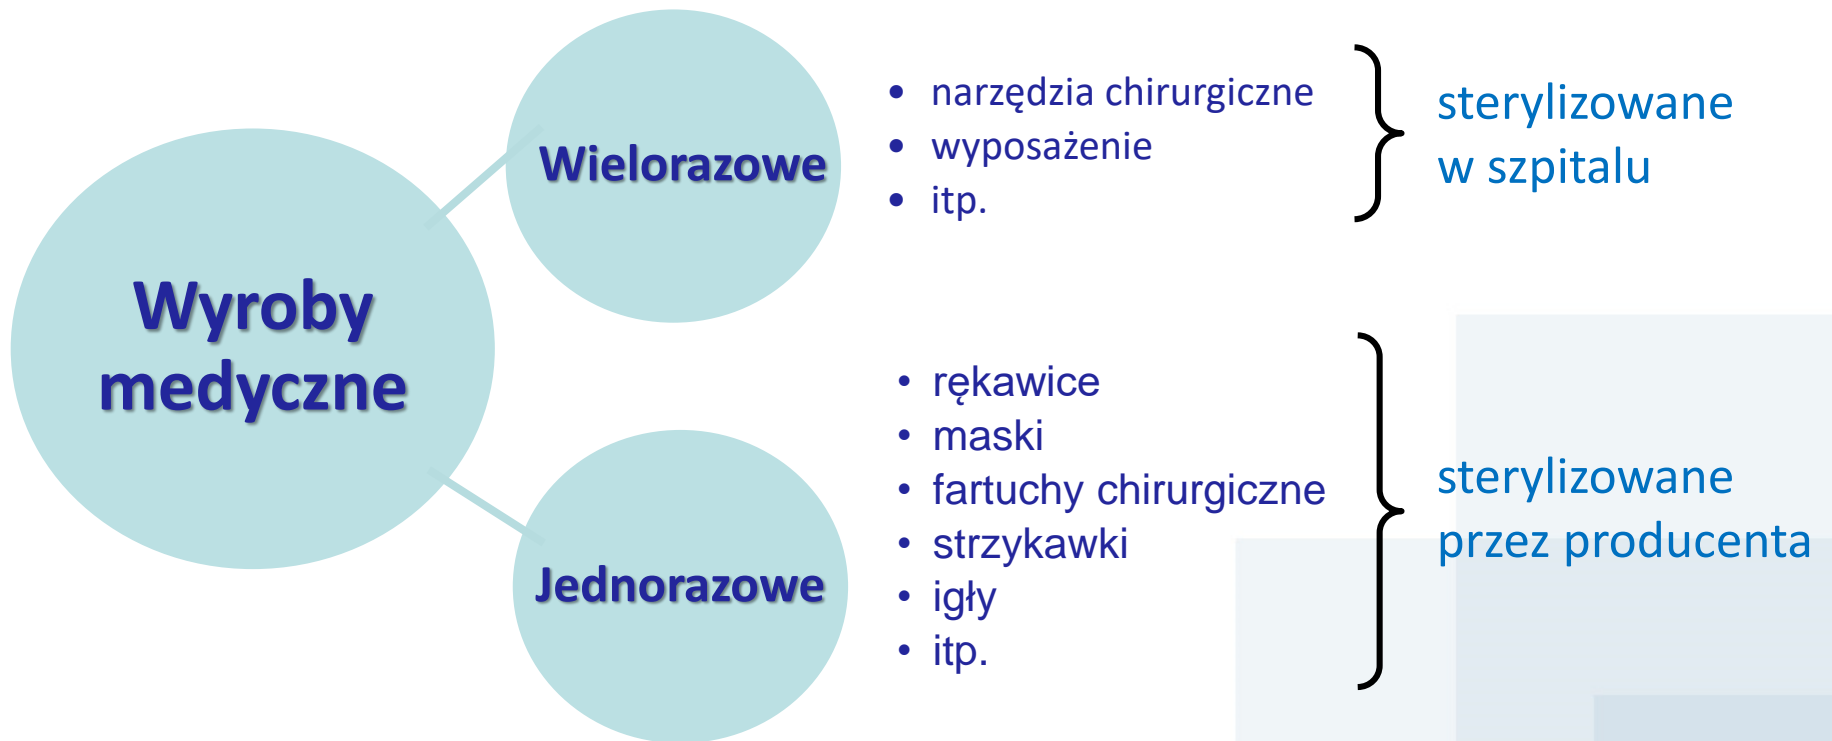 Wyroby
medyczne
Wielorazowe
• narzędzia chirurgiczne
• wyposażenie
• itp.
sterylizowane
w szpitalu
Jednorazowe
• rękawice
• maski
• fartuchy chirurgiczne
• strzykawki
• igły
• itp.
sterylizowane
przez producenta